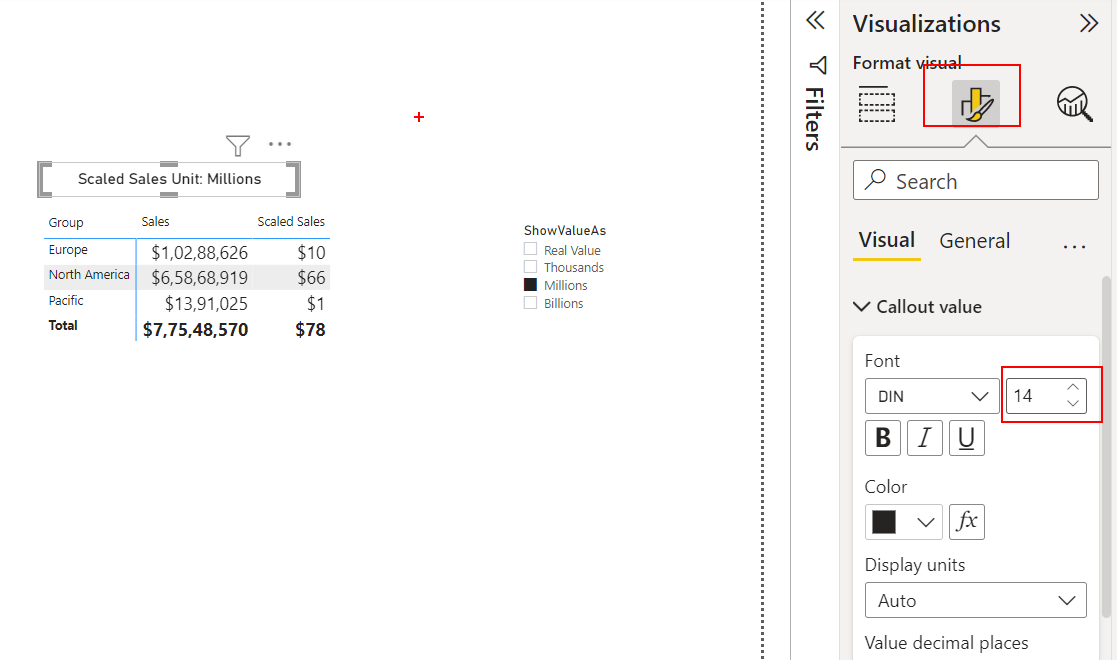 Scaled Sales Unit: Millions
Group Sales Scaled Sales
Europe $1,02,88,626 $10
North America $6,58,68,919 $66
Pacific $13,91,025 $1
Total $7,75,48,570 $78
ShowValueAs
Real Value
Thousands
Millions
Billions
Filters
Visualizations
Format visual
Search
Visual General ...
Callout value
Font
DIN 14
B I U
Color
fx
Display units
Auto
Value decimal places